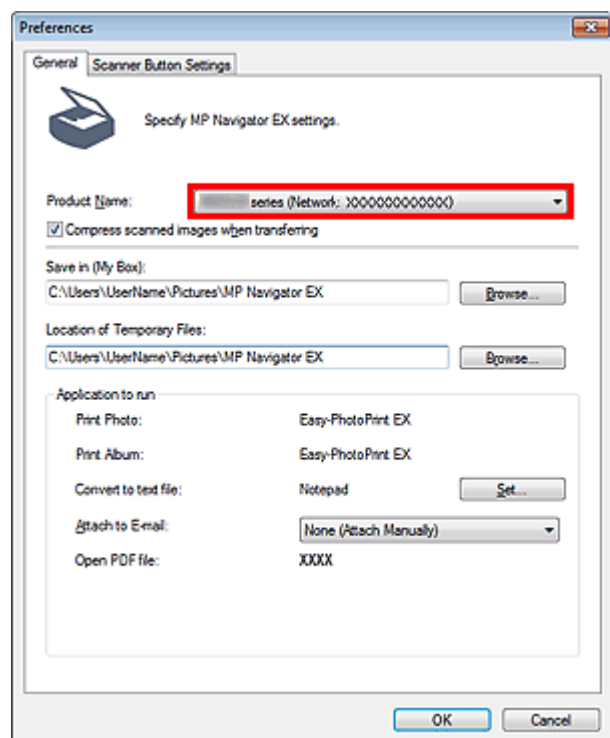 Preferences
General Scanner Button Settings
Specify MP Navigator EX settings.
Product Name: series (Network: XXXXXXXXXXXXX)
Compress scanned images when transferring
Save in (My Box):
C:\Users\UserName\Pictures\MP Navigator EX Browse...
Location of Temporary Files:
C:\Users\UserName\Pictures\MP Navigator EX Browse...
Application to run
Print Photo: Easy-PhotoPrint EX
Print Album: Easy-PhotoPrint EX
Convert to text file: Notepad Set...
Attach to E-mail: None (Attach Manually)
Open PDF file: XXXX
OK Cancel